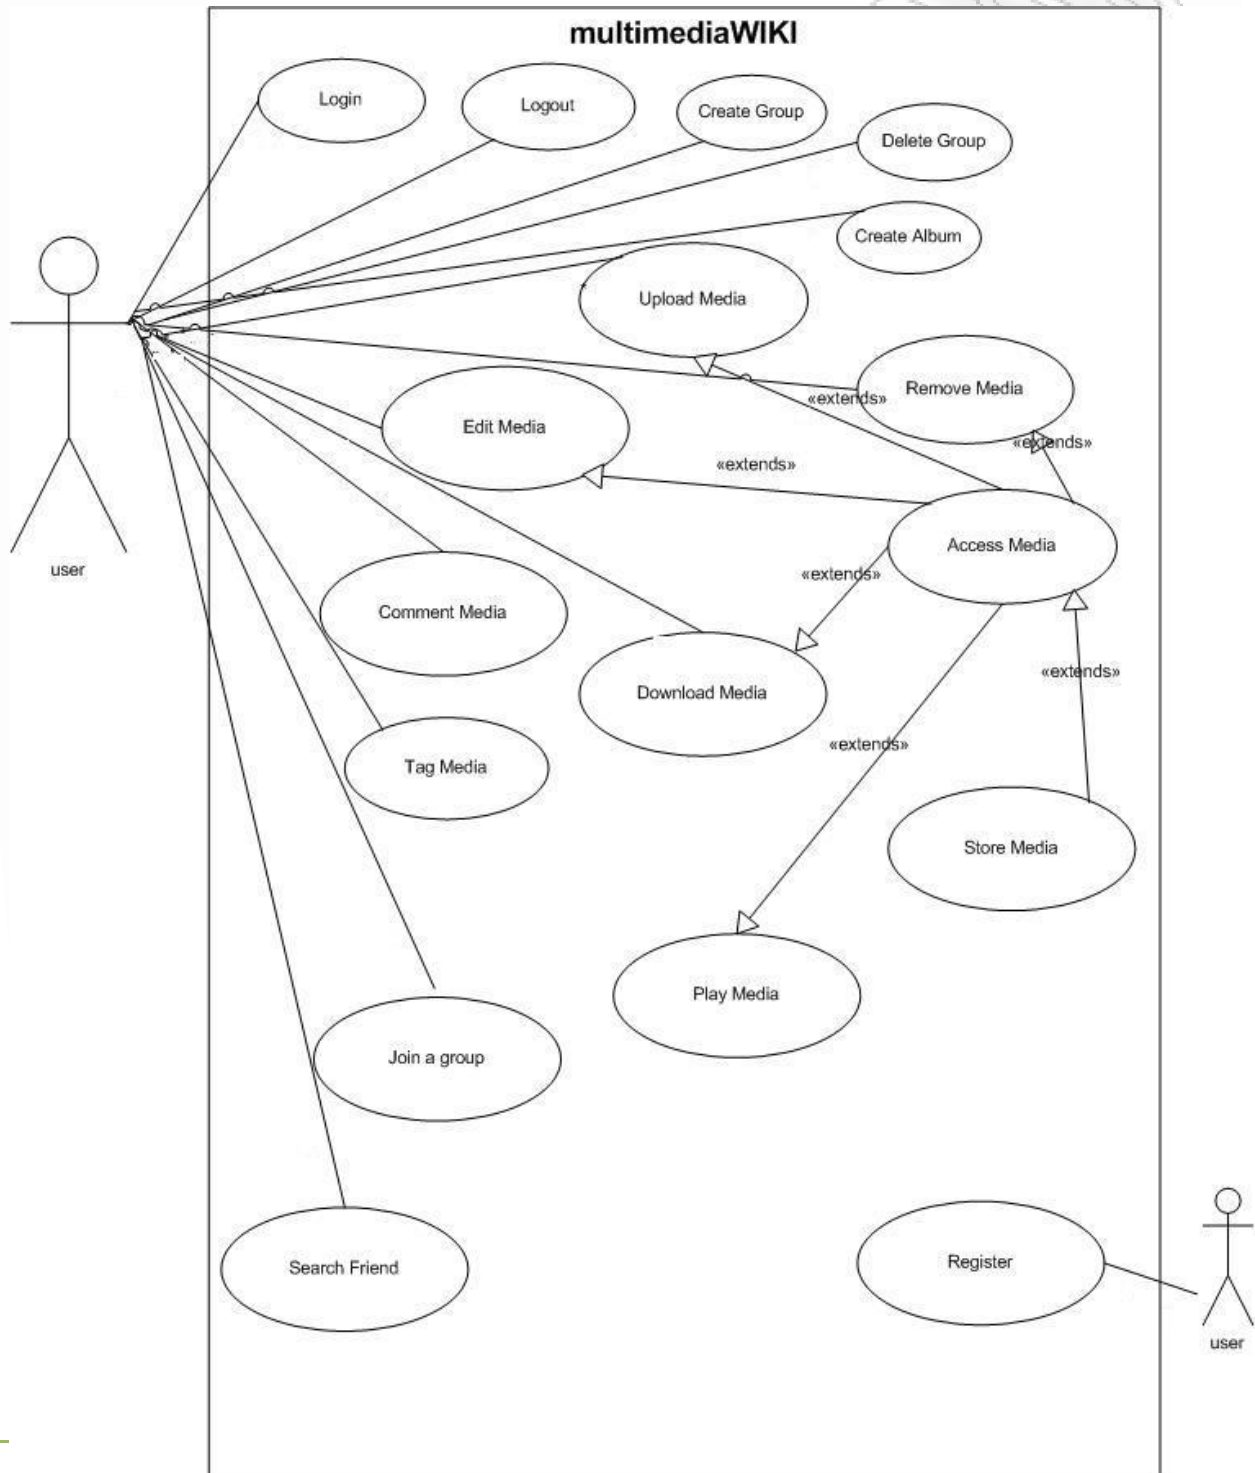 multimediaWIKI
Login
Logout
Create Group
Delete Group
Create Album
Upload Media
Remove Media
«extends»
Edit Media
«extends»
«extends»
Access Media
user
«extends»
Comment Media
«extends»
Download Media
«extends»
Tag Media
Store Media
Play Media
Join a group
Register
Search Friend
user